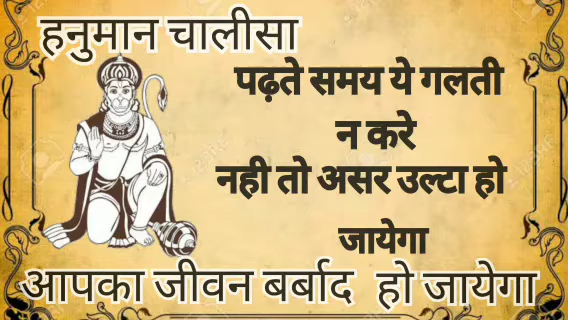 हनुमान चालीसा
पढ़ते समय ये गलती
न करे
नही तो असर उल्टा हो
जायेगा
आपका जीवन बर्बाद हो जायेगा